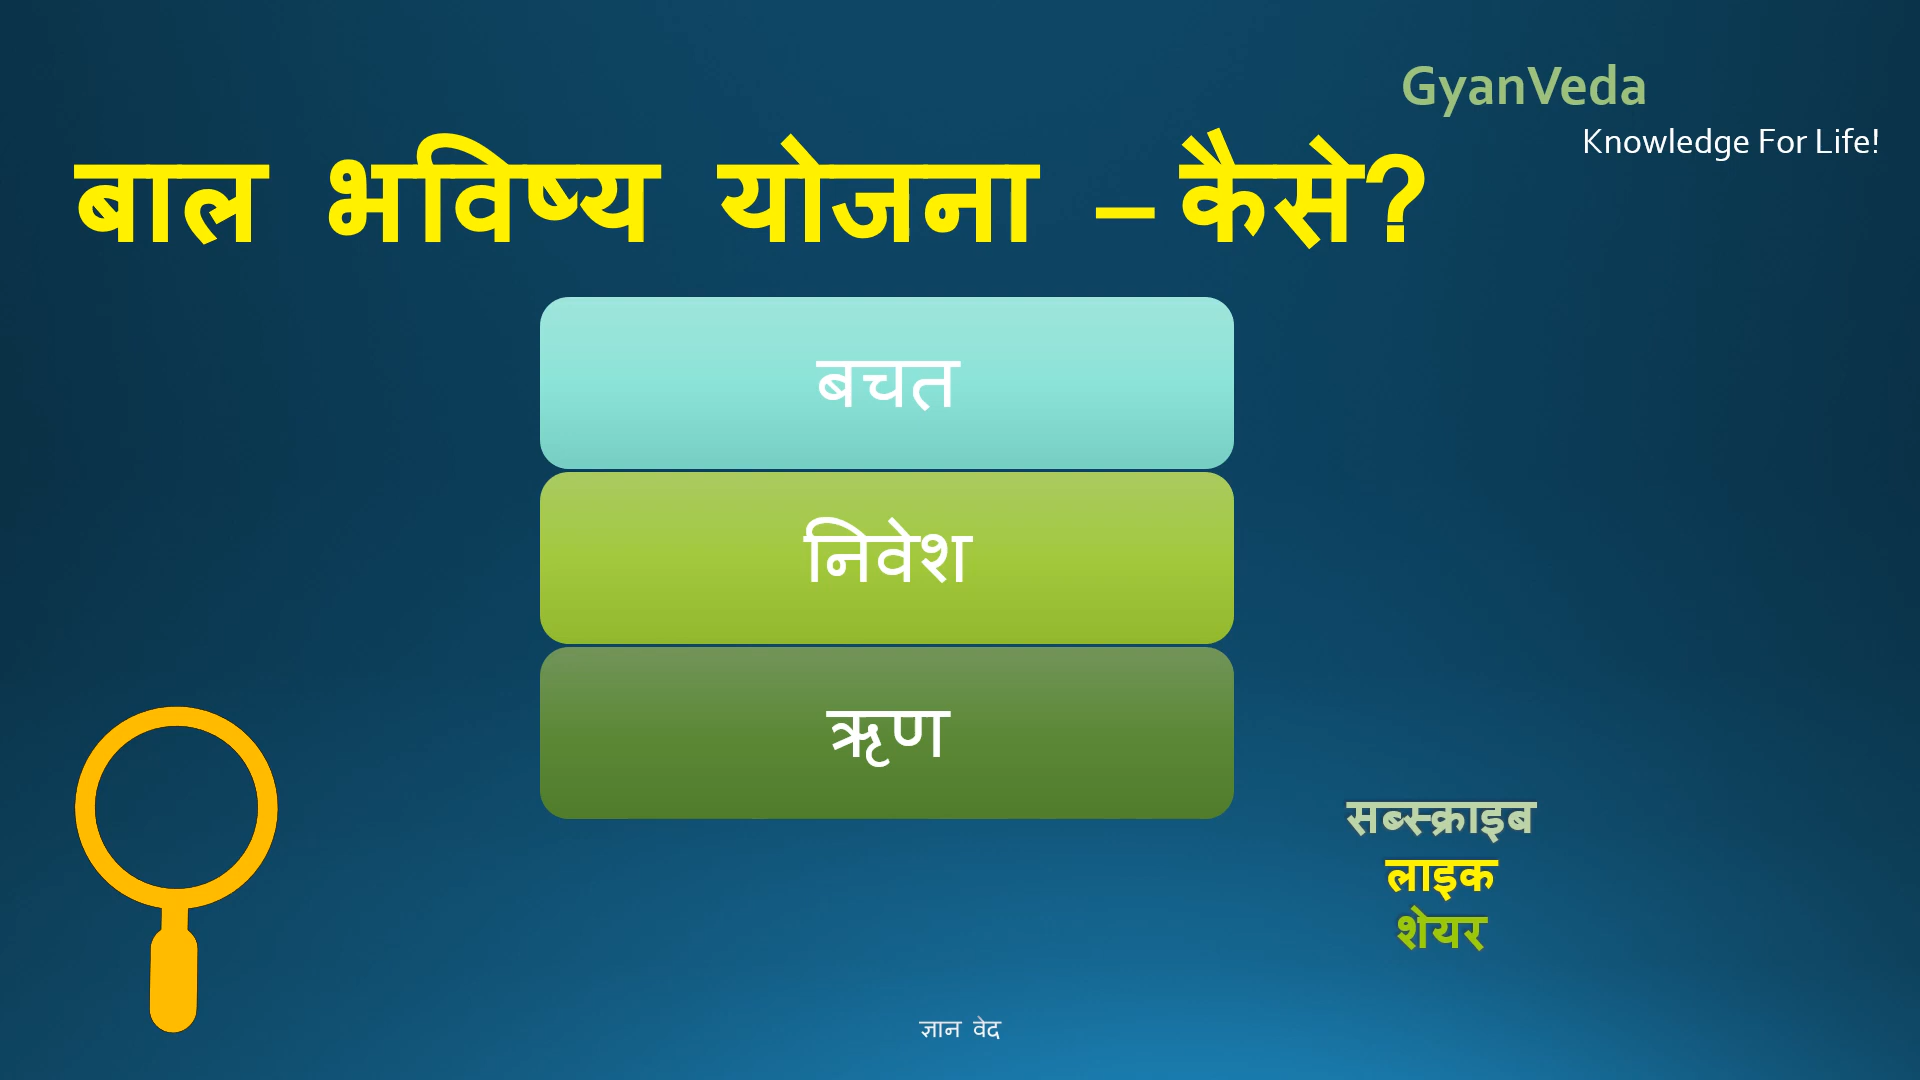 GyanVeda
Knowledge For Life!
बाल भविष्य योजना – कैसे?
बचत
निवेश
ऋण
सब्स्क्राइब
लाइक
शेयर
ज्ञान वेद